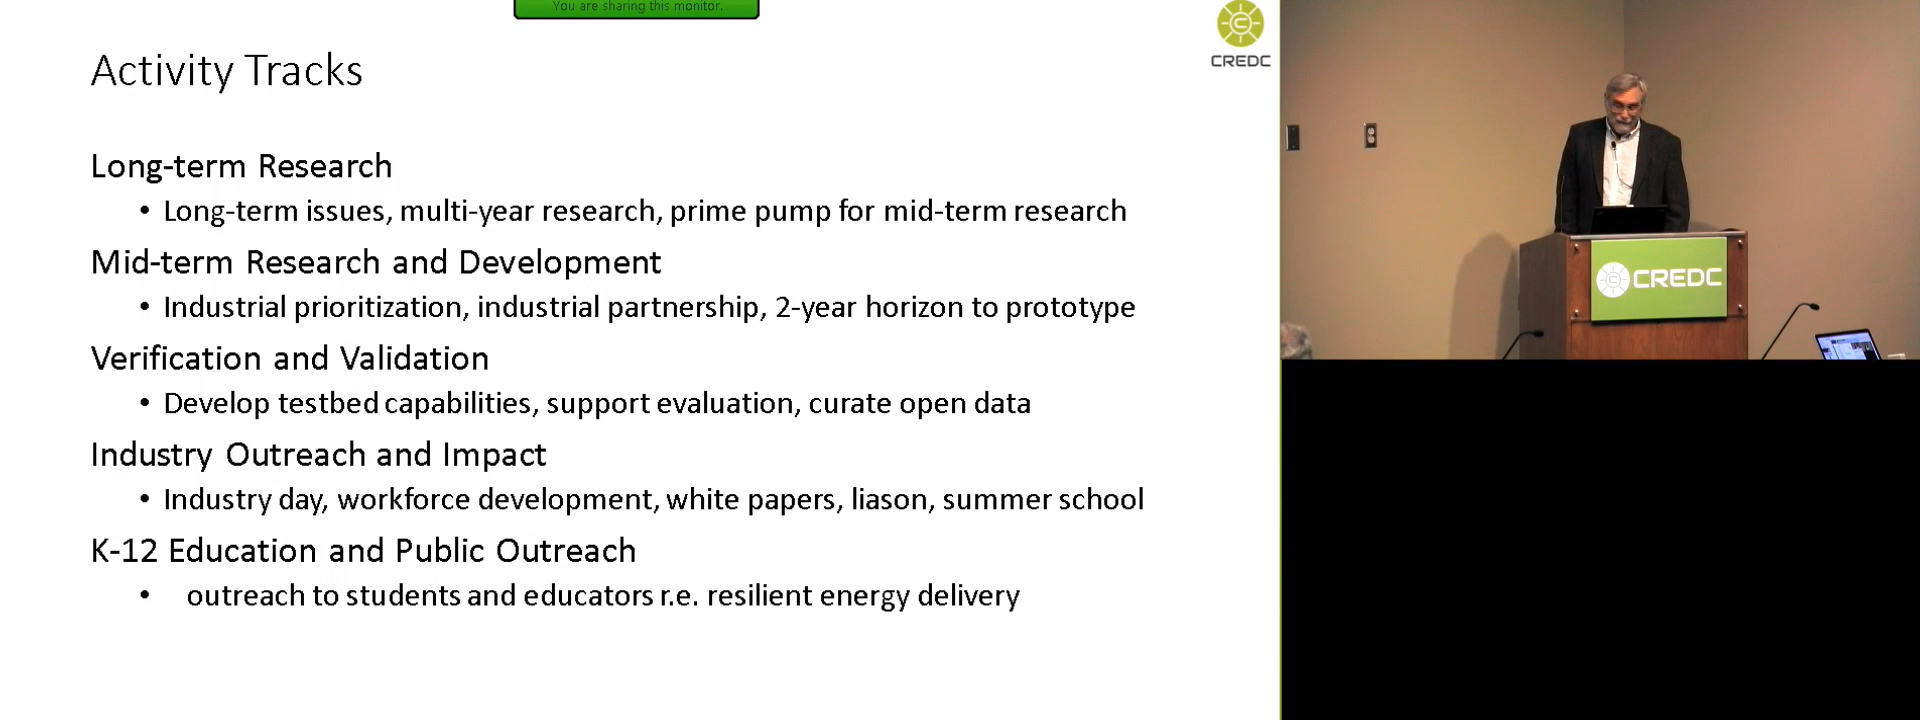 You are sharing this monitor.
CREDC
Activity Tracks
Long-term Research
• Long-term issues, multi-year research, prime pump for mid-term research
Mid-term Research and Development
• Industrial prioritization, industrial partnership, 2-year horizon to prototype
Verification and Validation
• Develop testbed capabilities, support evaluation, curate open data
Industry Outreach and Impact
• Industry day, workforce development, white papers, liason, summer school
K-12 Education and Public Outreach
• outreach to students and educators r.e. resilient energy delivery
CREDC